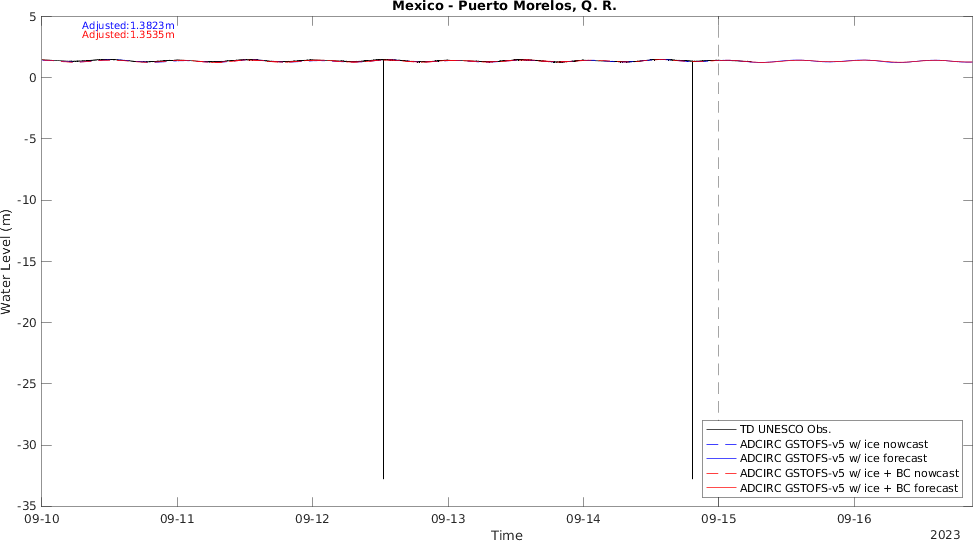 Mexico - Puerto Morelos, Q. R.
Adjusted:1.3823m
Adjusted:1.3535m
5
0
-5
-10
-15
-20
-25
-30
-35
Water Level (m)
TD UNESCO Obs.
ADCIRC GSTOFS-v5 w/ ice nowcast
ADCIRC GSTOFS-v5 w/ ice forecast
ADCIRC GSTOFS-v5 w/ ice + BC nowcast
ADCIRC GSTOFS-v5 w/ ice + BC forecast
09-10 09-11 09-12 09-13 09-14 09-15 09-16
Time
2023